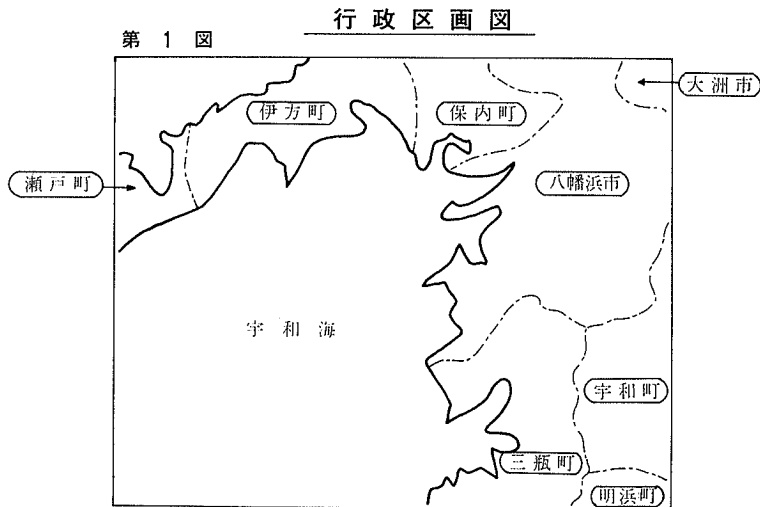 行政区画図
第1図
大洲市
伊方町
保内町
瀬戸町
八幡浜市
宇和海
宇和町
三瓶町
明浜町